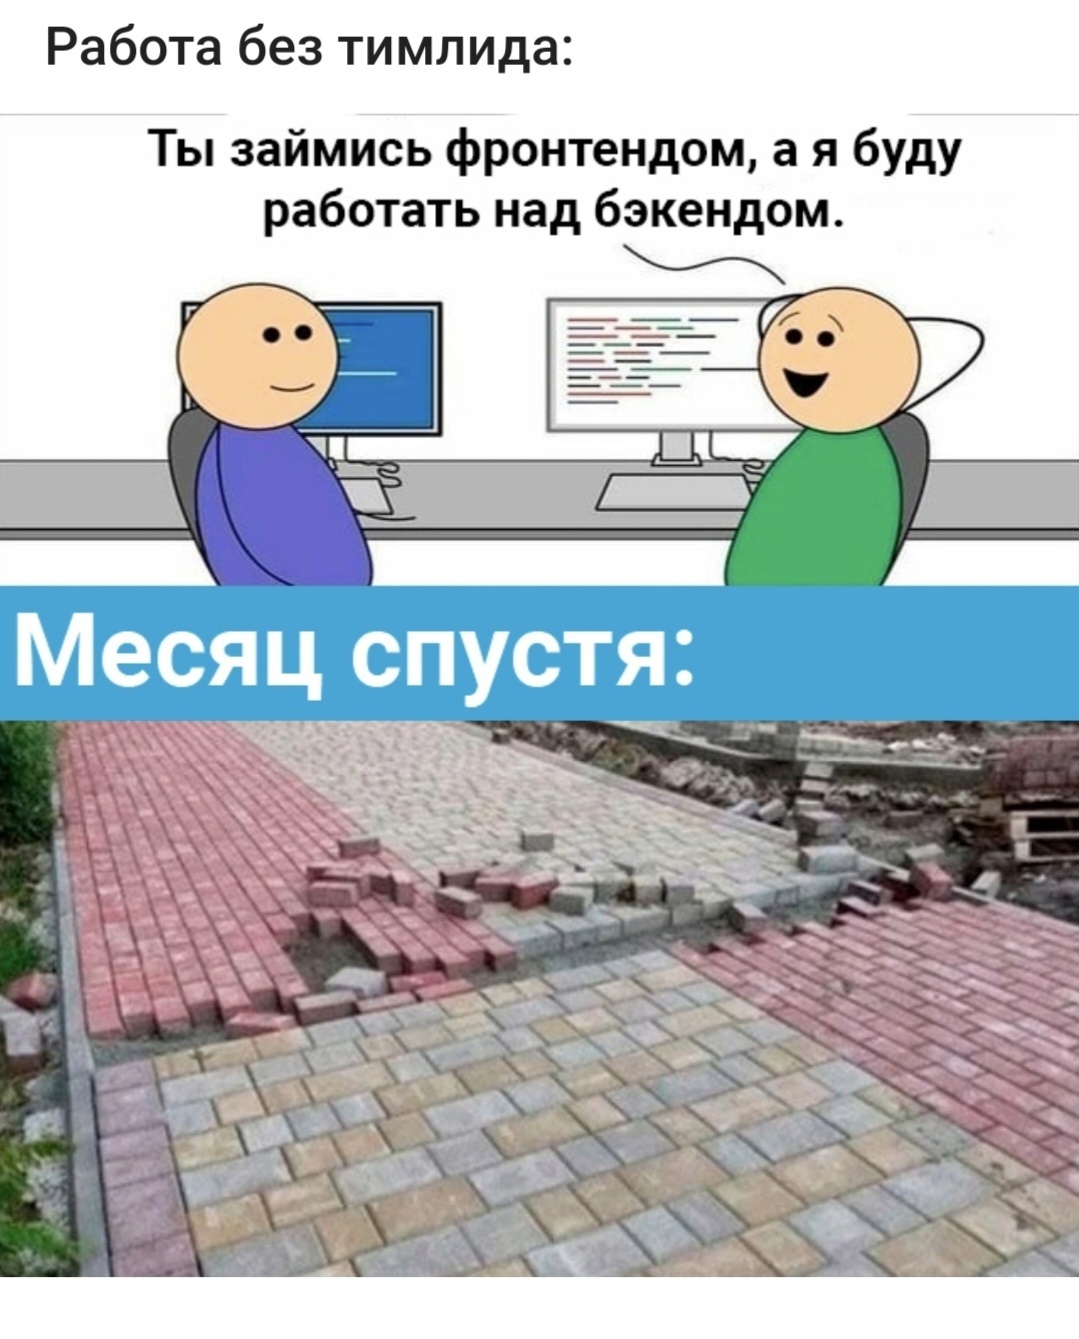 Работа без тимлида:
Ты займись фронтендом, а я буду
работать над бэкендом.
Месяц спустя: